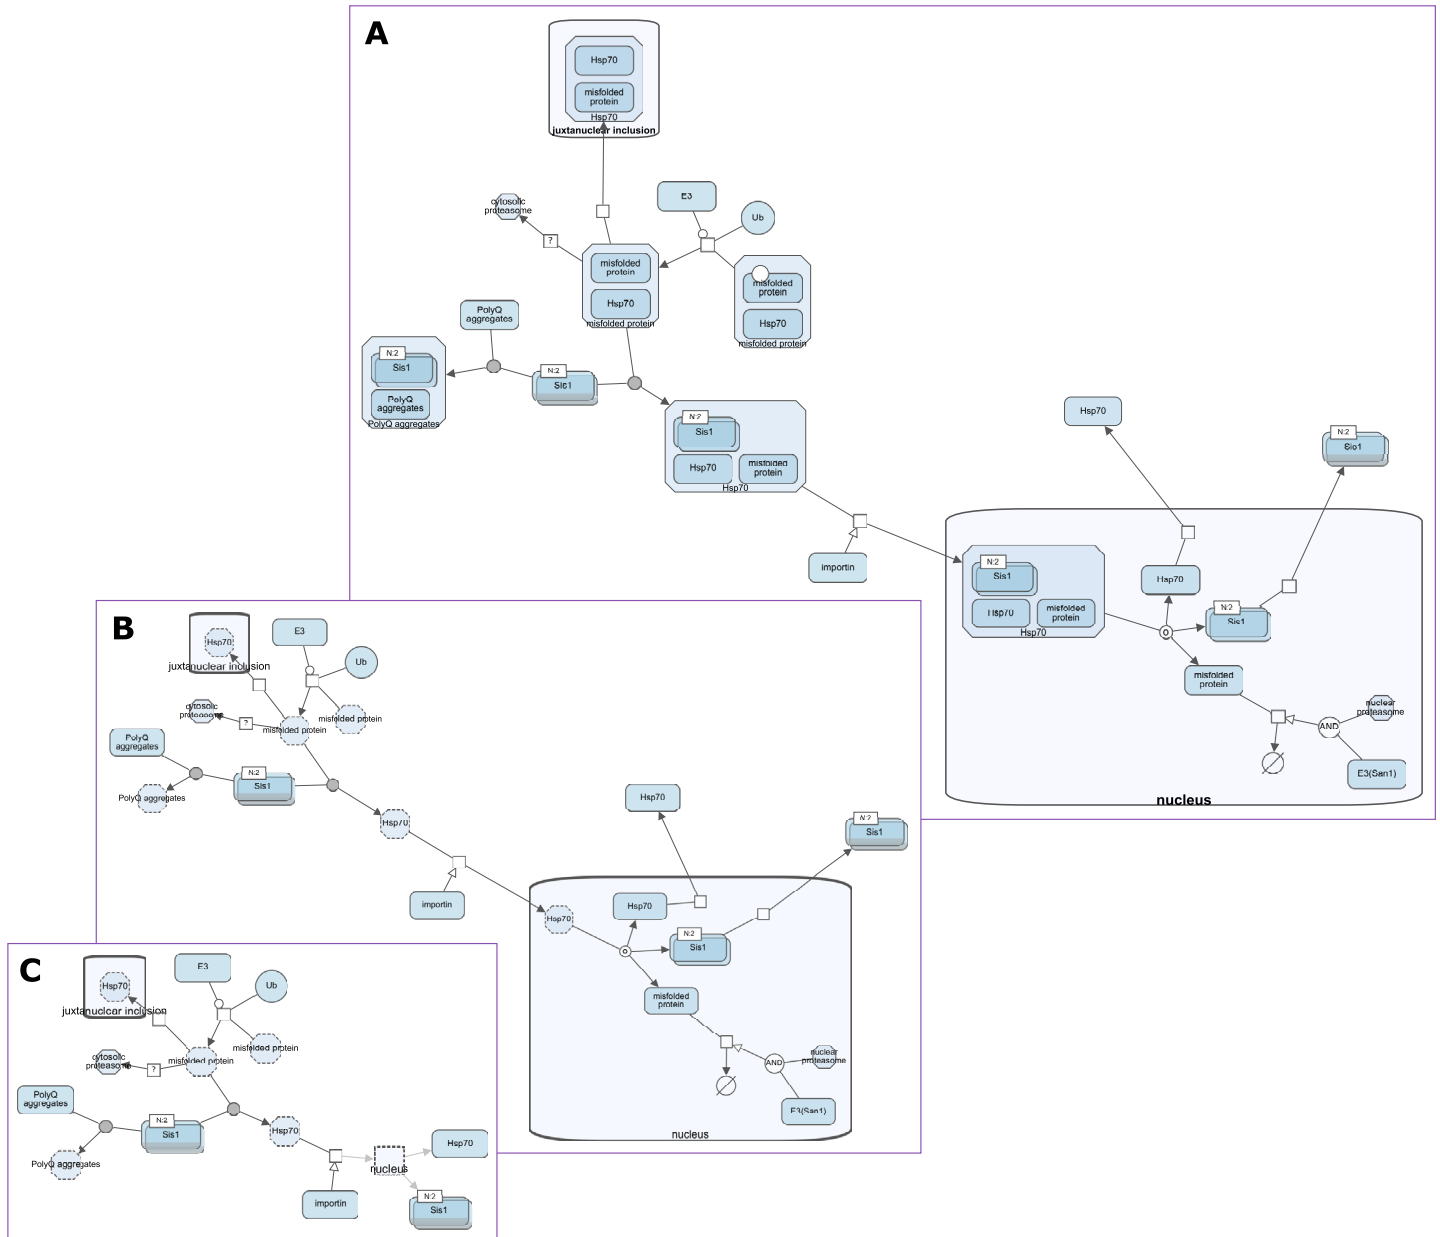 A
Hsp70
misfolded
protein
Hsp70
juxtanuclear inclusion
cytosolic
proteasome
E3
Ub
?
misfolded
protein
Hsp70
misfolded protein
misfolded
protein
Hsp70
misfolded protein
PolyQ
aggregates
N:2
Sis1
PolyQ
aggregates
PolyQ aggregates
N:2
Sis1
N:2
Sis1
Hsp70
misfolded
protein
Hsp70
importin
Hsp70
N:2
Sis1
N:2
Sis1
Hsp70
misfolded
protein
Hsp70
Hsp70
N:2
Sis1
misfolded
protein
nuclear
proteasome
AND
E3(San1)
nucleus
B
Hsp70
juxtanuclear inclusion
E3
Ub
cytosolic
proteasome
?
misfolded protein
misfolded protein
PolyQ
aggregates
N:2
Sis1
PolyQ aggregates
Hsp70
importin
Hsp70
N:2
Sis1
Hsp70
Hsp70
N:2
Sis1
misfolded
protein
AND
nuclear
proteasome
E3(San1)
nucleus
C
Hsp70
juxtanuclear inclusion
E3
Ub
cytosolic
proteasome
?
misfolded protein
misfolded protein
PolyQ
aggregates
N:2
Sis1
PolyQ aggregates
Hsp70
importin
nucleus
Hsp70
N:2
Sis1